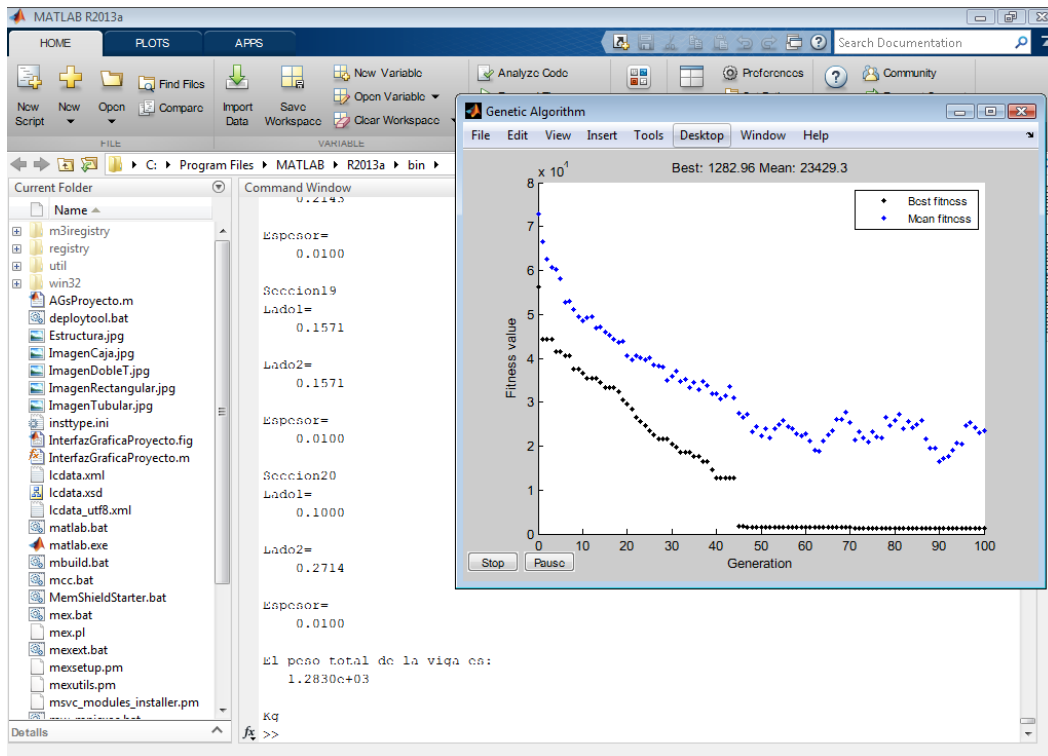 MATLAB R2013a
HOME PLOTS APPS
Search Documentation
New Script
New
Open
Find Files
Compare
Import Data
Save Workspace
New Variable
Open Variable
Clear Workspace
Analyze Code
Preferences
Community
FILE
VARIABLE
C: Program Files MATLAB R2013a bin
Current Folder
Name
m3iregistry
registry
util
win32
AGsProyecto.m
deploytool.bat
Estructura.jpg
ImagenCaja.jpg
ImagenDobleT.jpg
ImagenRectangular.jpg
ImagenTubular.jpg
insttype.ini
InterfazGraficaProyecto.fig
InterfazGraficaProyecto.m
lcdata.xml
lcdata.xsd
lcdata_utf8.xml
matlab.bat
matlab.exe
mbuild.bat
mcc.bat
MemShieldStarter.bat
mex.bat
mex.pl
mexext.bat
mexsetup.pm
mexutils.pm
msvc_modules_installer.pm
Details
Command Window
0.2143
Espesor=
0.0100
Seccion19
Lado1=
0.1571
Lado2=
0.1571
Espesor=
0.0100
Seccion20
Lado1=
0.1000
Lado2=
0.2714
Espesor=
0.0100
El peso total de la viga es:
1.2830e+03
Kg
fx >>
Genetic Algorithm
File Edit View Insert Tools Desktop Window Help
x 10^4
Best: 1282.96 Mean: 23429.3
Best fitness
Mean fitness
8
7
6
5
4
3
2
1
0
Fitness value
0 10 20 30 40 50 60 70 80 90 100
Generation
Stop Pause